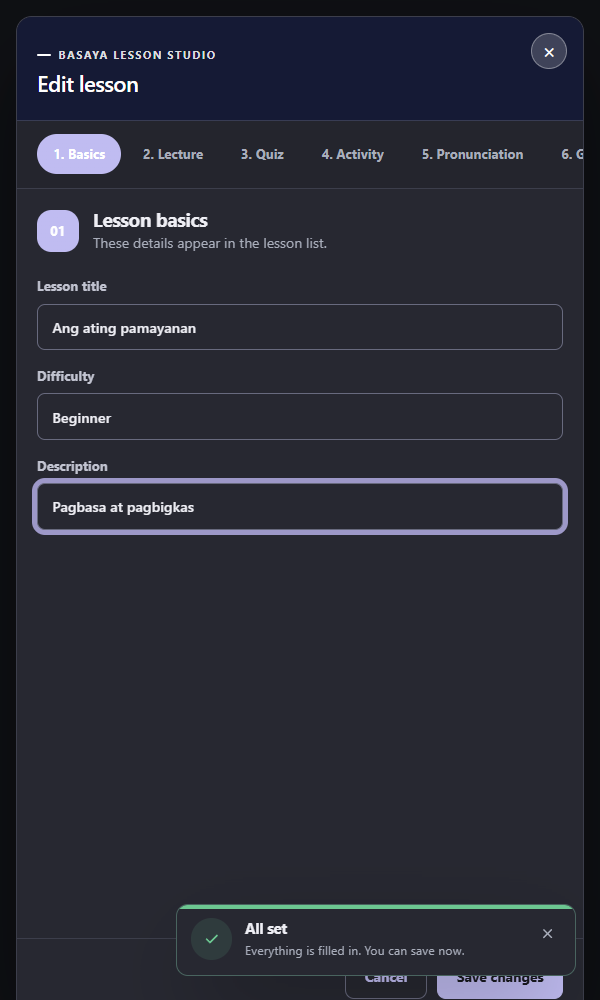 BASAYA LESSON STUDIO
Edit lesson
1. Basics 2. Lecture 3. Quiz 4. Activity 5. Pronunciation 6. G
01
Lesson basics
These details appear in the lesson list.
Lesson title
Ang ating pamayanan
Difficulty
Beginner
Description
Pagbasa at pagbigkas
All set
Everything is filled in. You can save now.
Cancel Save changes